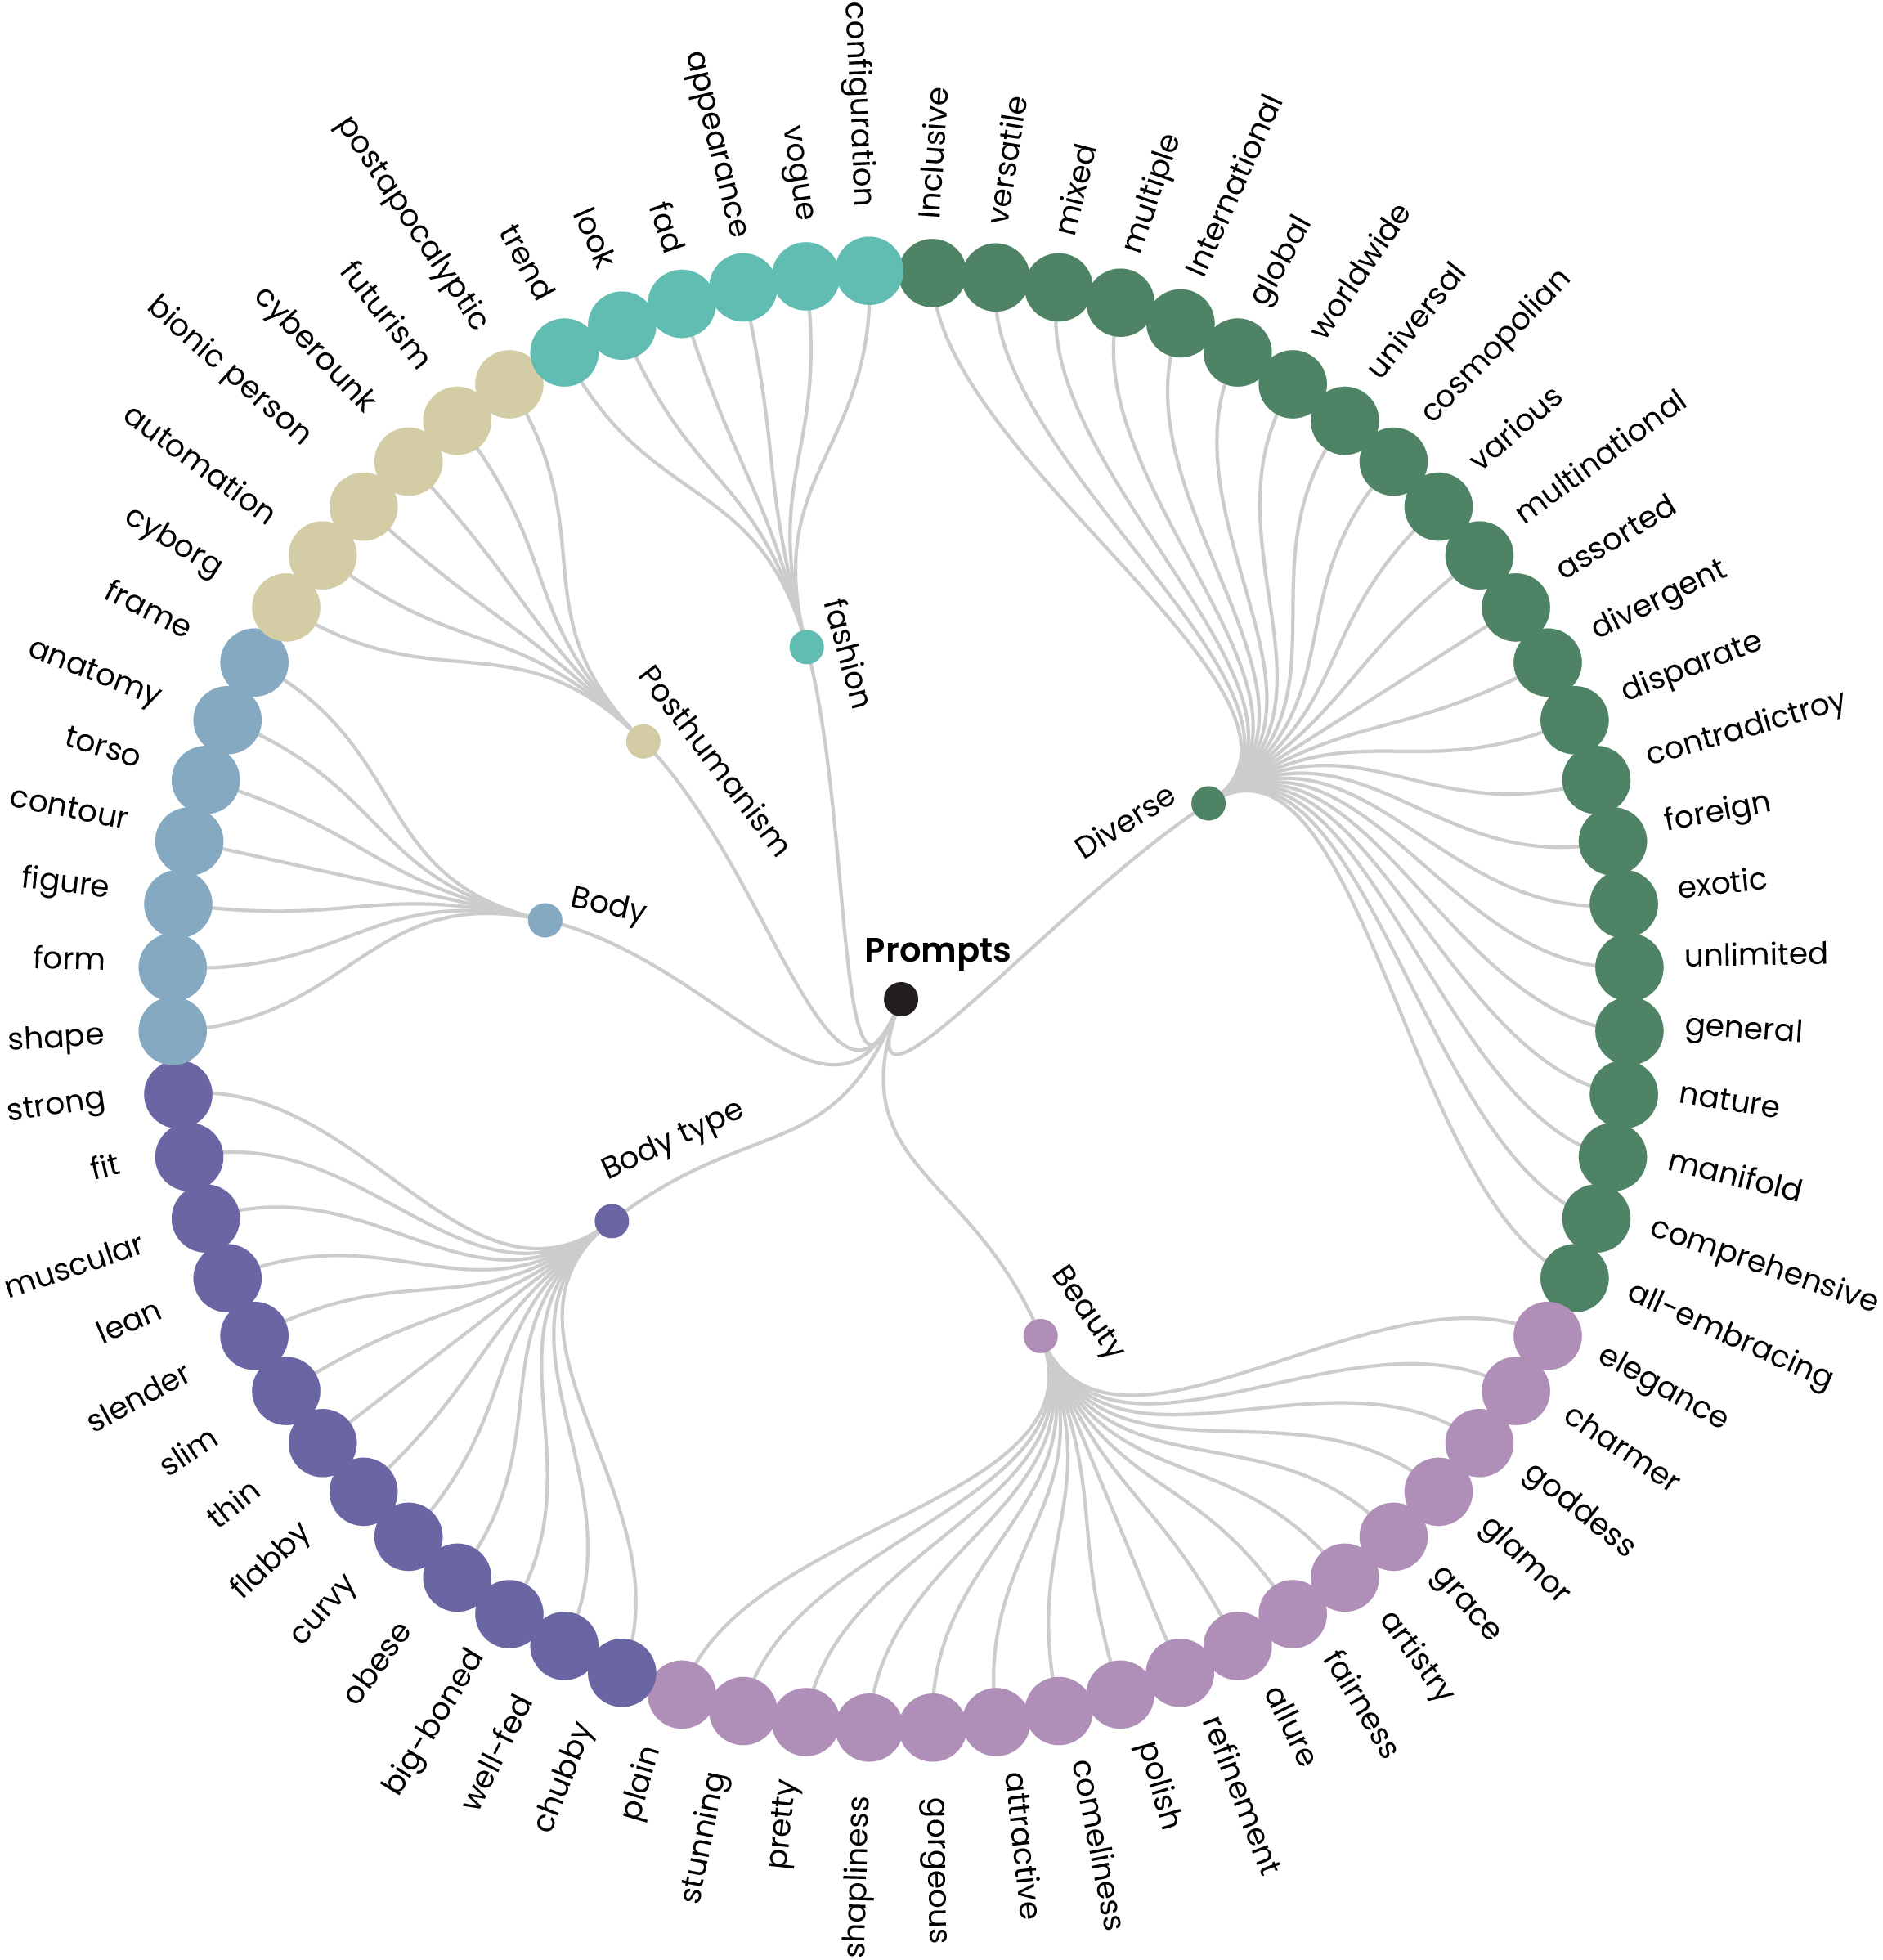 Prompts
fashion
Diverse
Beauty
Body type
Body
Posthumanism
configuration
Inclusive
versatile
mixed
multiple
International
global
worldwide
universal
cosmopolian
various
multinational
assorted
divergent
disparate
contradictroy
foreign
exotic
unlimited
general
nature
manifold
comprehensive
all-embracing
elegance
charmer
goddess
glamor
grace
artistry
fairness
allure
refinement
polish
comeliness
attractive
gorgeous
shapliness
pretty
stunning
plain
chubby
well-fed
big-boned
obese
curvy
flabby
thin
slim
slender
lean
muscular
fit
strong
shape
form
figure
contour
torso
anatomy
frame
cyborg
automation
bionic person
cyberounk
futurism
postapocalyptic
trend
look
fad
appearance
vogue